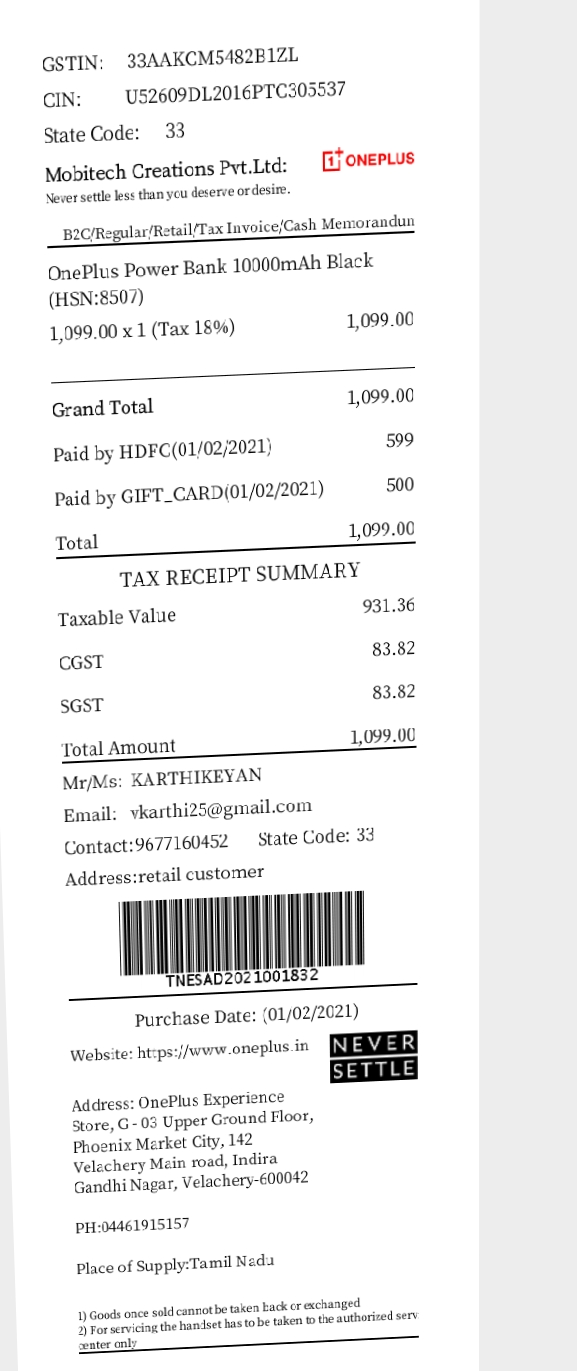 GSTIN: 33AAKCM5482B1ZL
CIN: U52609DL2016PTC305537
State Code: 33
Mobitech Creations Pvt.Ltd: 1+ ONEPLUS
Never settle less than you deserve or desire.
B2C/Regular/Retail/Tax Invoice/Cash Memorandun
OnePlus Power Bank 10000mAh Black
(HSN:8507)
1,099.00 x 1 (Tax 18%) 1,099.00
Grand Total 1,099.00
Paid by HDFC(01/02/2021) 599
Paid by GIFT_CARD(01/02/2021) 500
Total 1,099.00
TAX RECEIPT SUMMARY
Taxable Value 931.36
CGST 83.82
SGST 83.82
Total Amount 1,099.00
Mr/Ms: KARTHIKEYAN
Email: vkarthi25@gmail.com
Contact:9677160452 State Code: 33
Address:retail customer
TNESAD2021001832
Purchase Date: (01/02/2021)
Website: https://www.oneplus.in NEVER
SETTLE
Address: OnePlus Experience
Store, G - 03 Upper Ground Floor,
Phoenix Market City, 142
Velachery Main road, Indira
Gandhi Nagar, Velachery-600042
PH:04461915157
Place of Supply:Tamil Nadu
1) Goods once sold cannot be taken back or exchanged
2) For servicing the handset has to be taken to the authorized serv
center only